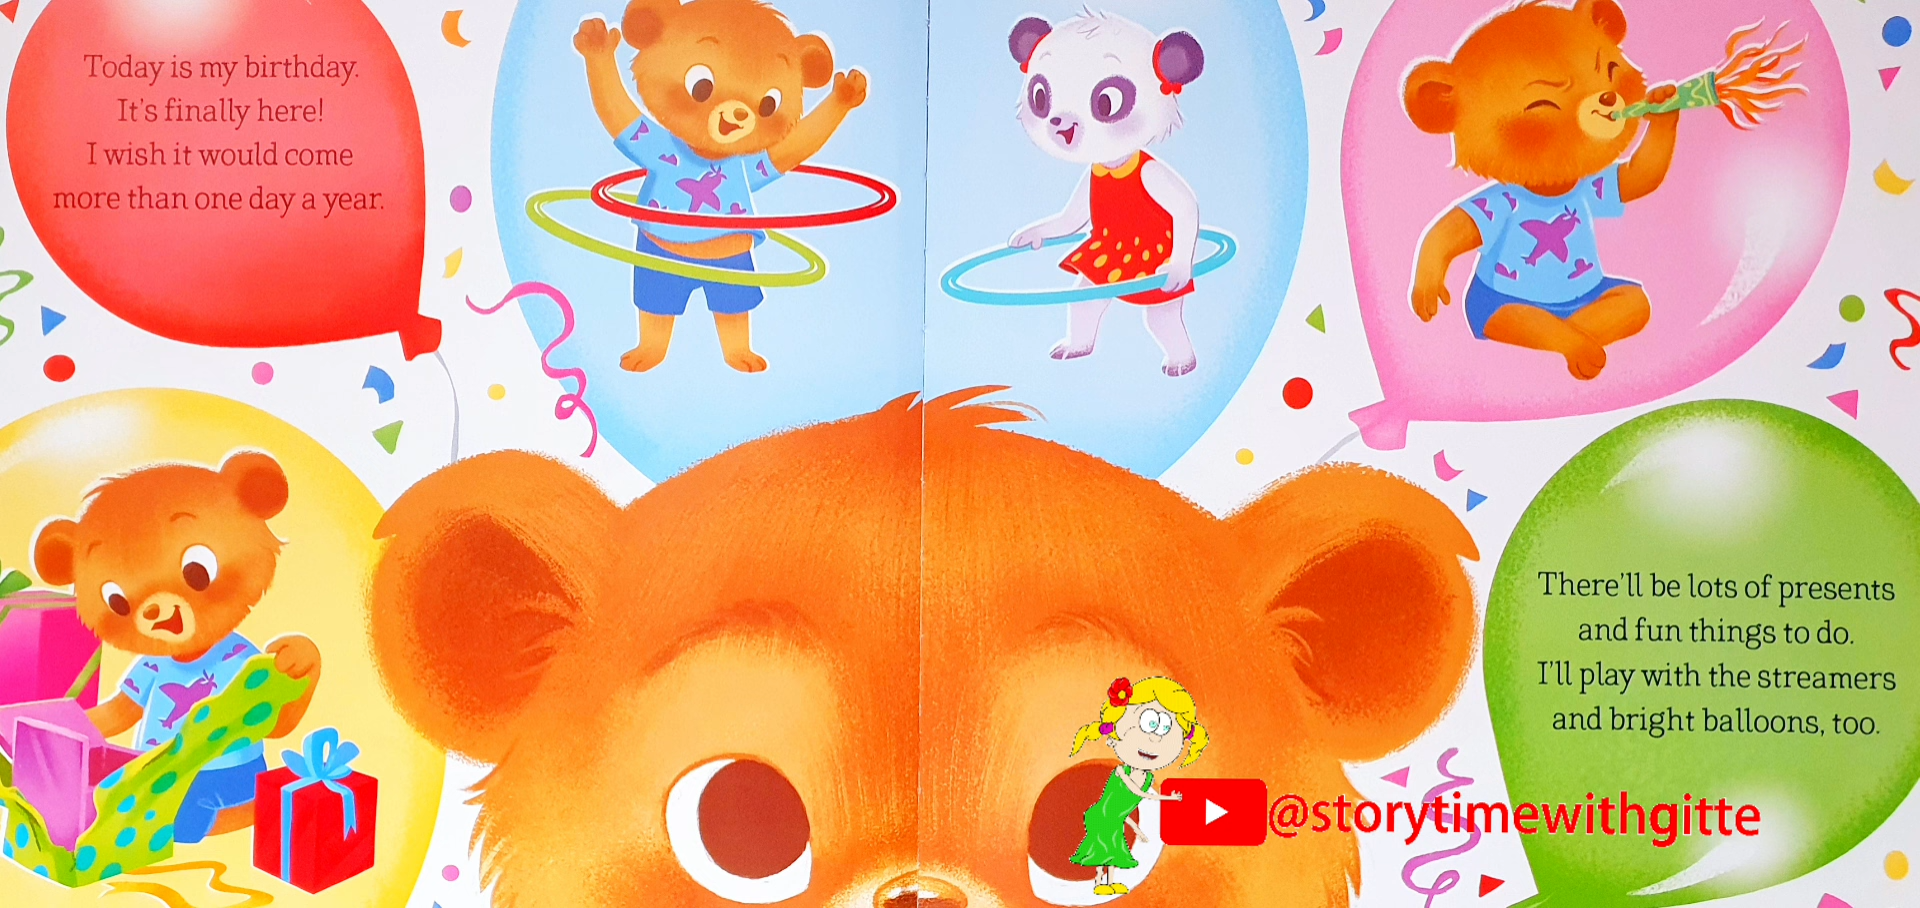 Today is my birthday.
It's finally here!
I wish it would come
more than one day a year.
There'll be lots of presents
and fun things to do.
I'll play with the streamers
and bright balloons, too.
@storytimewithgitte